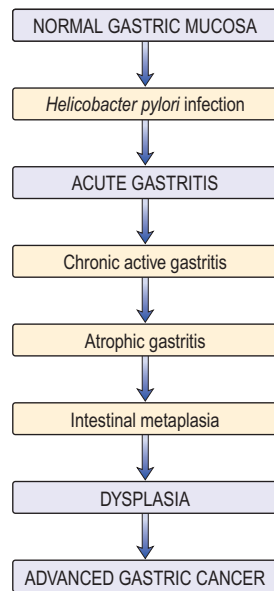 NORMAL GASTRIC MUCOSA
Helicobacter pylori infection
ACUTE GASTRITIS
Chronic active gastritis
Atrophic gastritis
Intestinal metaplasia
DYSPLASIA
ADVANCED GASTRIC CANCER